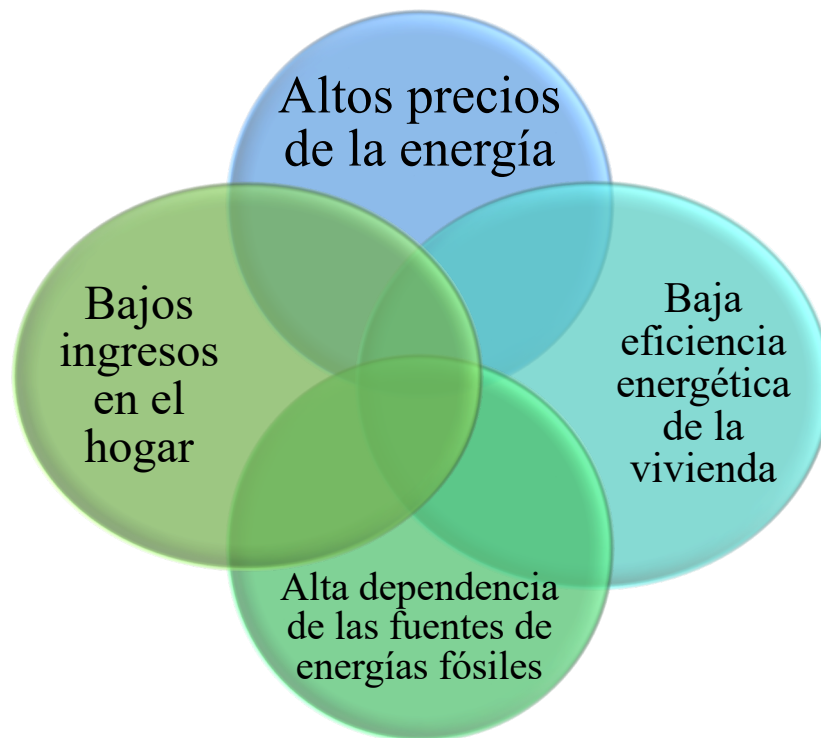 Altos precios
de la energía
Bajos
ingresos
en el
hogar
Baja
eficiencia
energética
de la
vivienda
Alta dependencia
de las fuentes de
energías fósiles